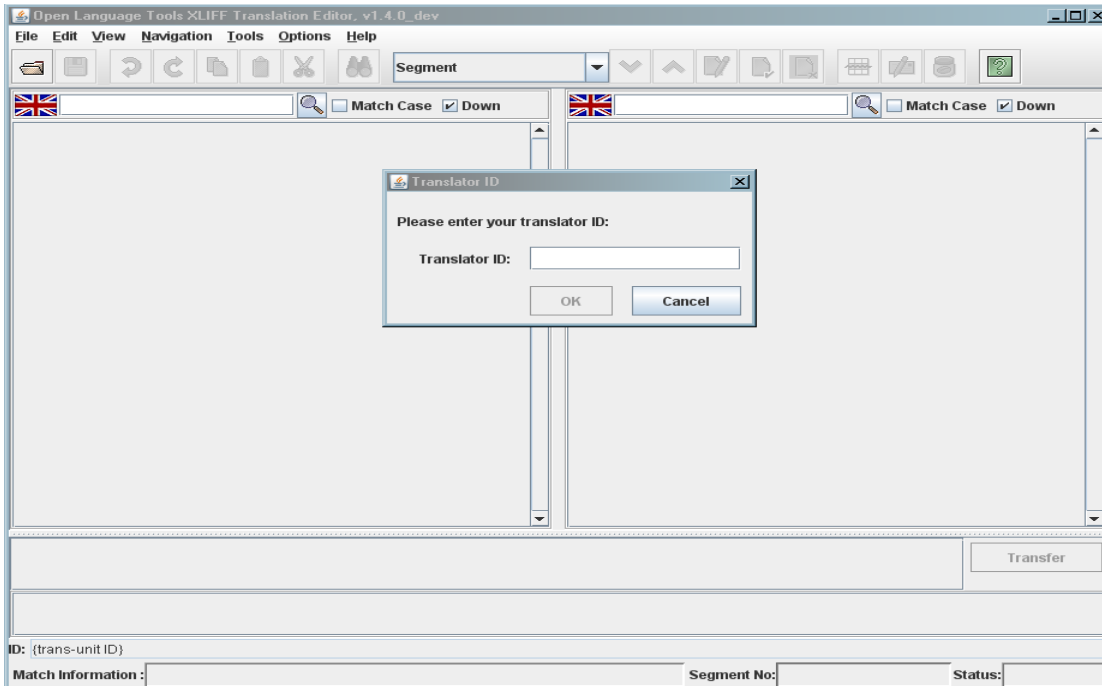 Open Language Tools XLIFF Translation Editor, v1.4.0_dev
File Edit View Navigation Tools Options Help
Segment
Match Case Down Match Case Down
Translator ID
Please enter your translator ID:
Translator ID:
OK Cancel
Transfer
ID: {trans-unit ID}
Match Information : Segment No: Status: